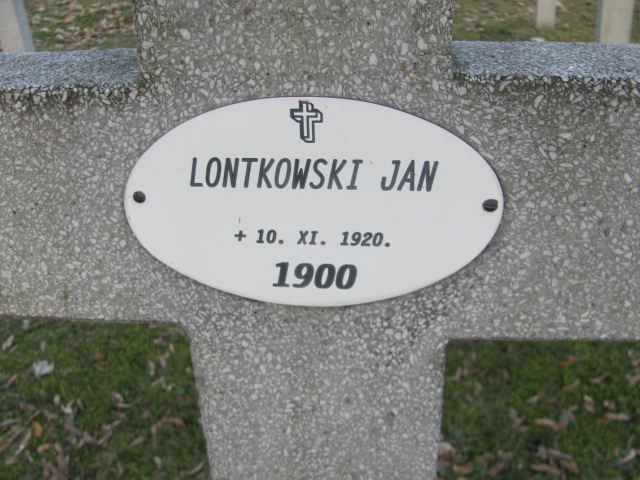 LONTKOWSKI JAN
+ 10. XI. 1920.
1900